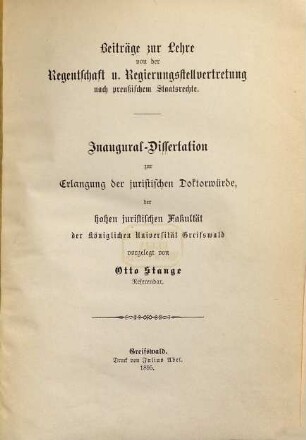 Beiträge zur Lehre
von der
Regentschaft u. Regierungsstellvertretung
nach preußischem Staatsrechte.
Inaugural-Dissertation
zur
Erlangung der juristischen Doktorwürde,
der
hohen juristischen Fakultät
der Königlichen Universität Greifswald
vorgelegt von
Otto Stange
Referendar.
Greifswald.
Druck von Julius Abel.
1895.